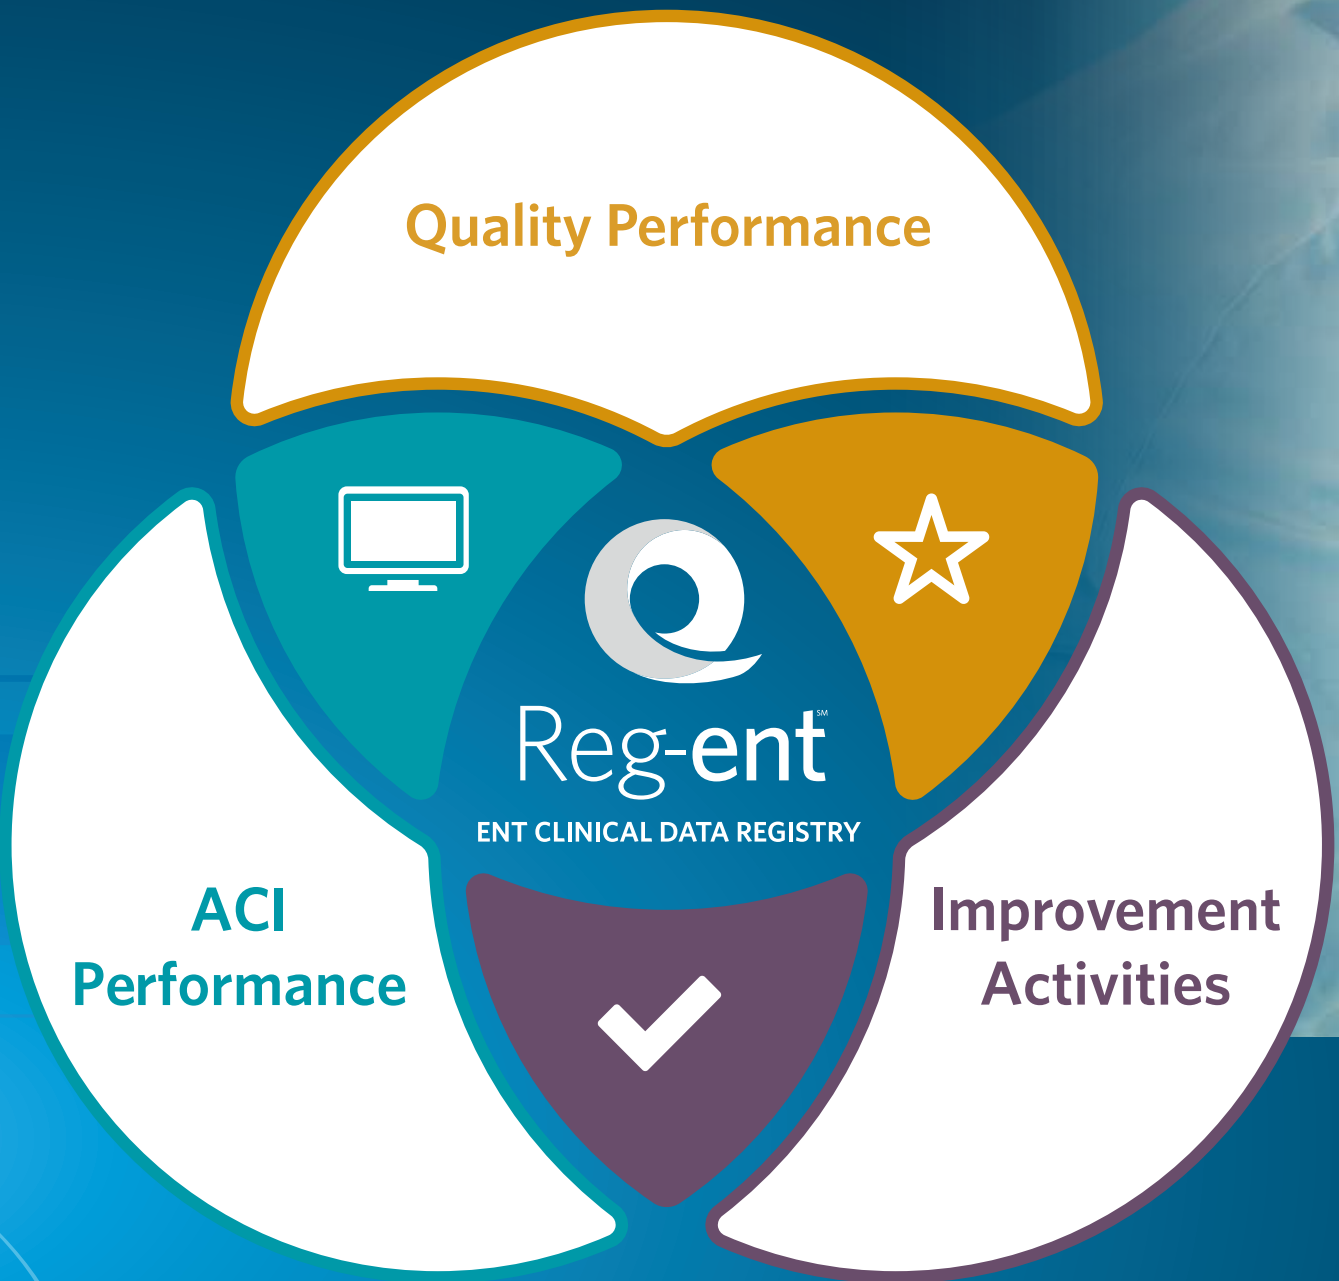 Quality Performance
Reg-ent℠
ENT CLINICAL DATA REGISTRY
ACI
Performance
Improvement
Activities